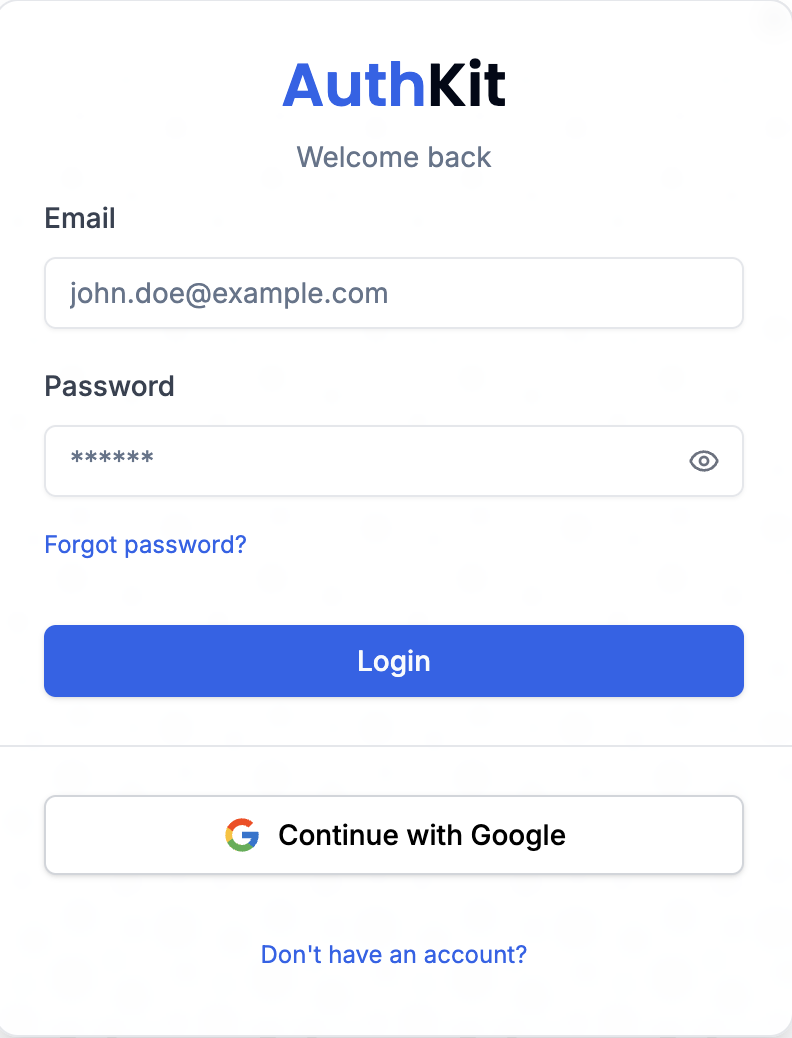 AuthKit
Welcome back
Email
john.doe@example.com
Password
******
Forgot password?
Login
Continue with Google
Don't have an account?